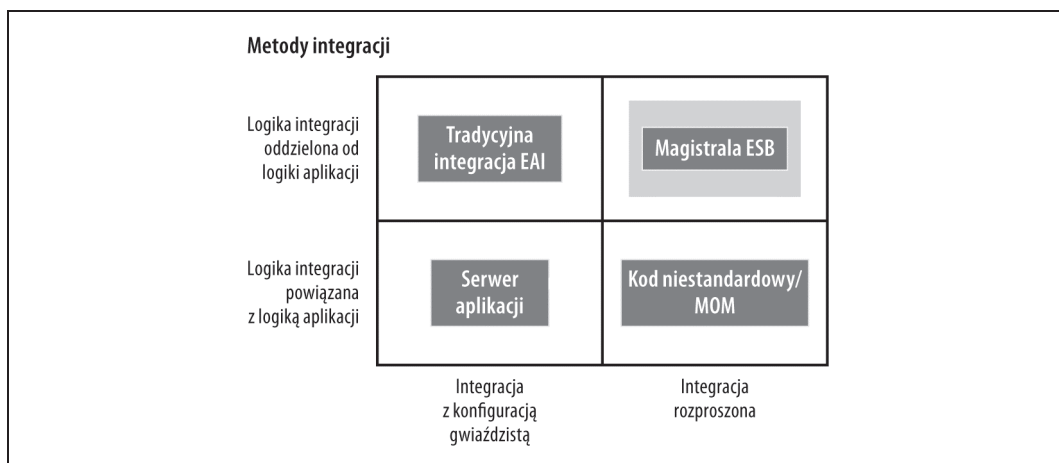 Metody integracji
Logika integracji
oddzielona od
logiki aplikacji
Tradycyjna
integracja EAI
Magistrala ESB
Logika integracji
powiązana
z logiką aplikacji
Serwer
aplikacji
Kod niestandardowy/
MOM
Integracja
z konfiguracją
gwiaździstą
Integracja
rozproszona